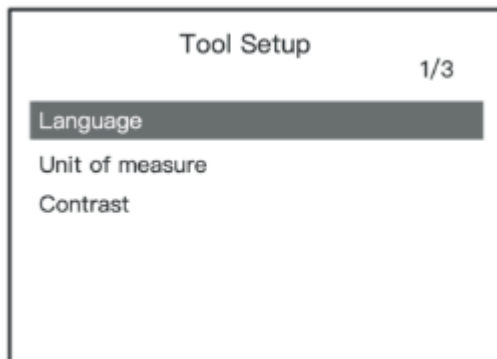 Tool Setup
1/3
Language
Unit of measure
Contrast